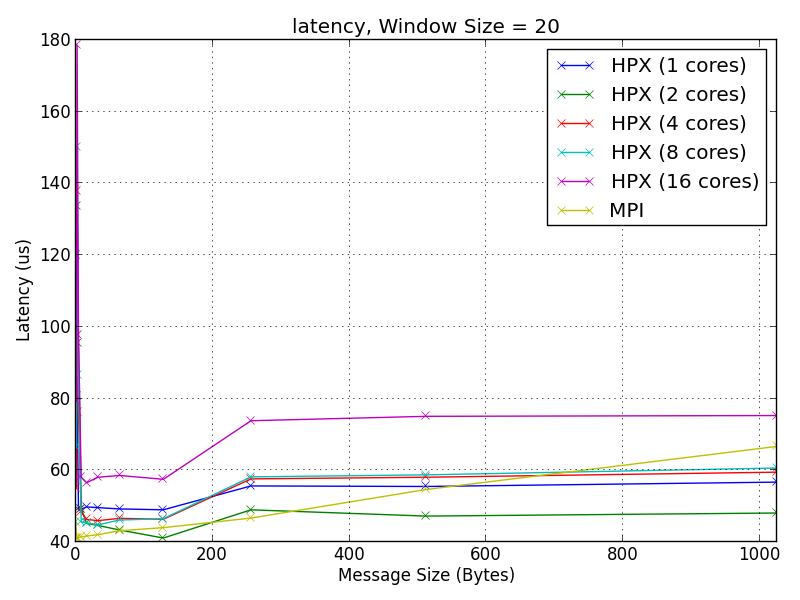 latency, Window Size = 20
180
160
140
120
100
80
60
40
Latency (us)
HPX (1 cores)
HPX (2 cores)
HPX (4 cores)
HPX (8 cores)
HPX (16 cores)
MPI
0
200
400
600
800
1000
Message Size (Bytes)